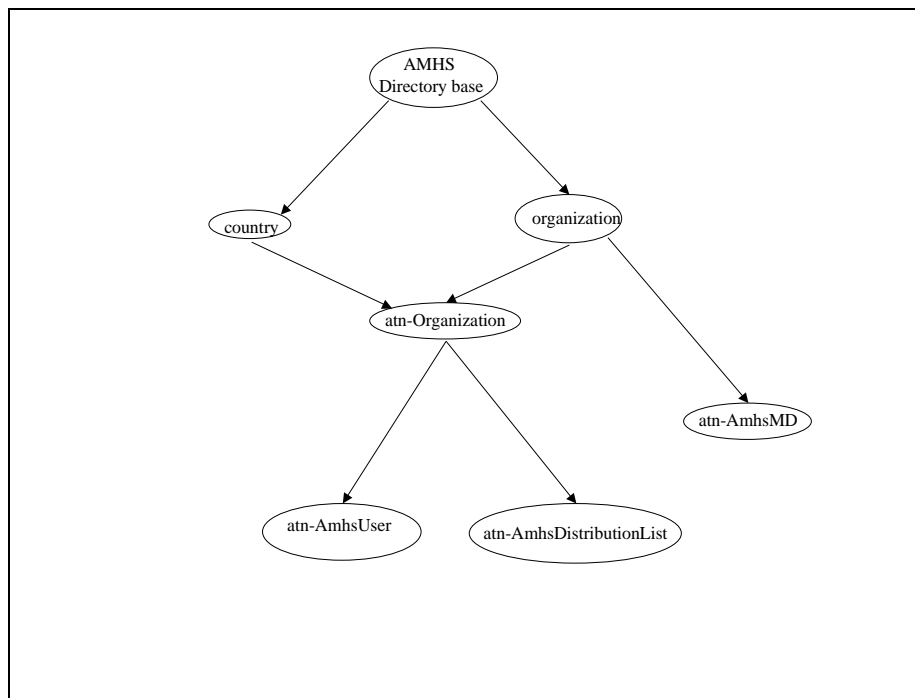 AMHS
Directory base
country
organization
atn-Organization
atn-AmhsMD
atn-AmhsUser
atn-AmhsDistributionList